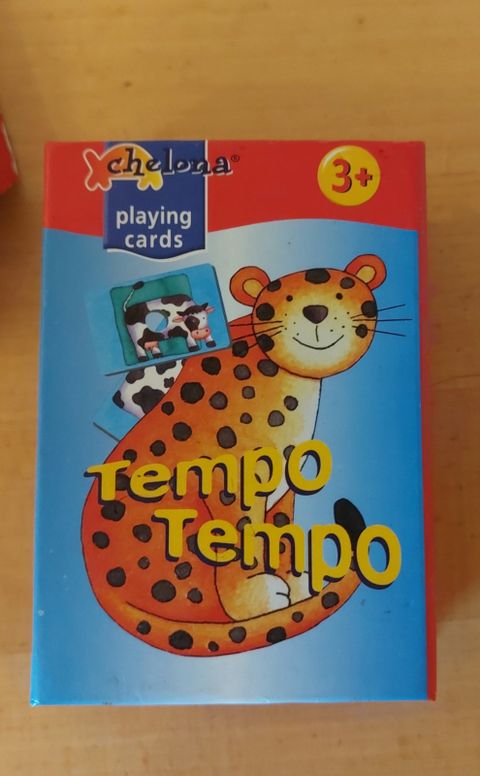 chelona®
3+
playing
cards
Tempo
Tempo